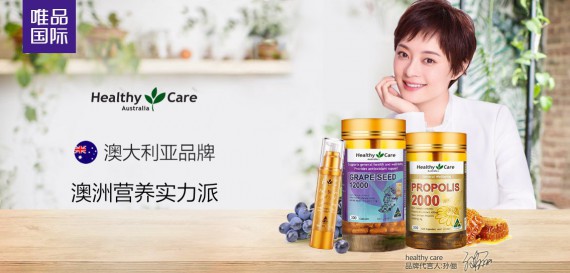 唯品
国际
Healthy Care
Australia
澳大利亚品牌
澳洲营养实力派
Healthy Care
GRAPE SEED
12000
Healthy Care
PROPOLIS
2000
healthy care
品牌代言人:孙俪